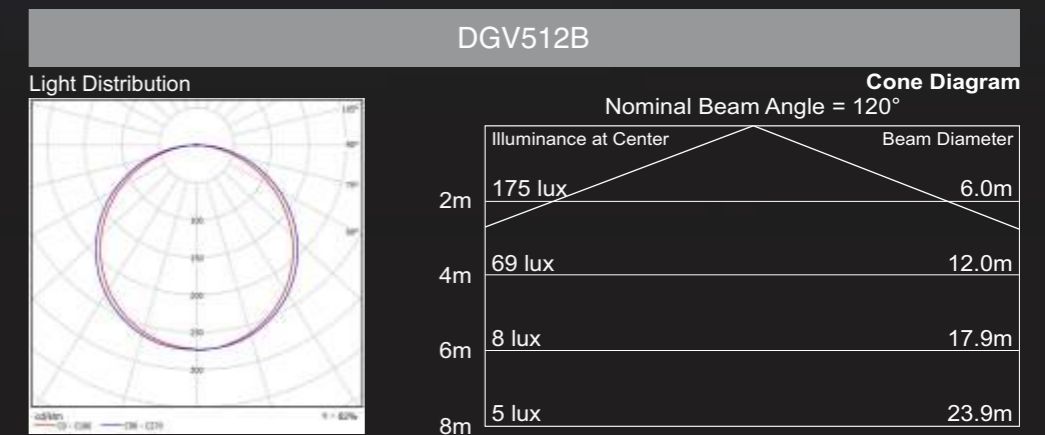 DGV512B
Light Distribution
Cone Diagram
Nominal Beam Angle = 120°
Illuminance at Center
Beam Diameter
2m
175 lux
6.0m
4m
69 lux
12.0m
6m
8 lux
17.9m
8m
5 lux
23.9m